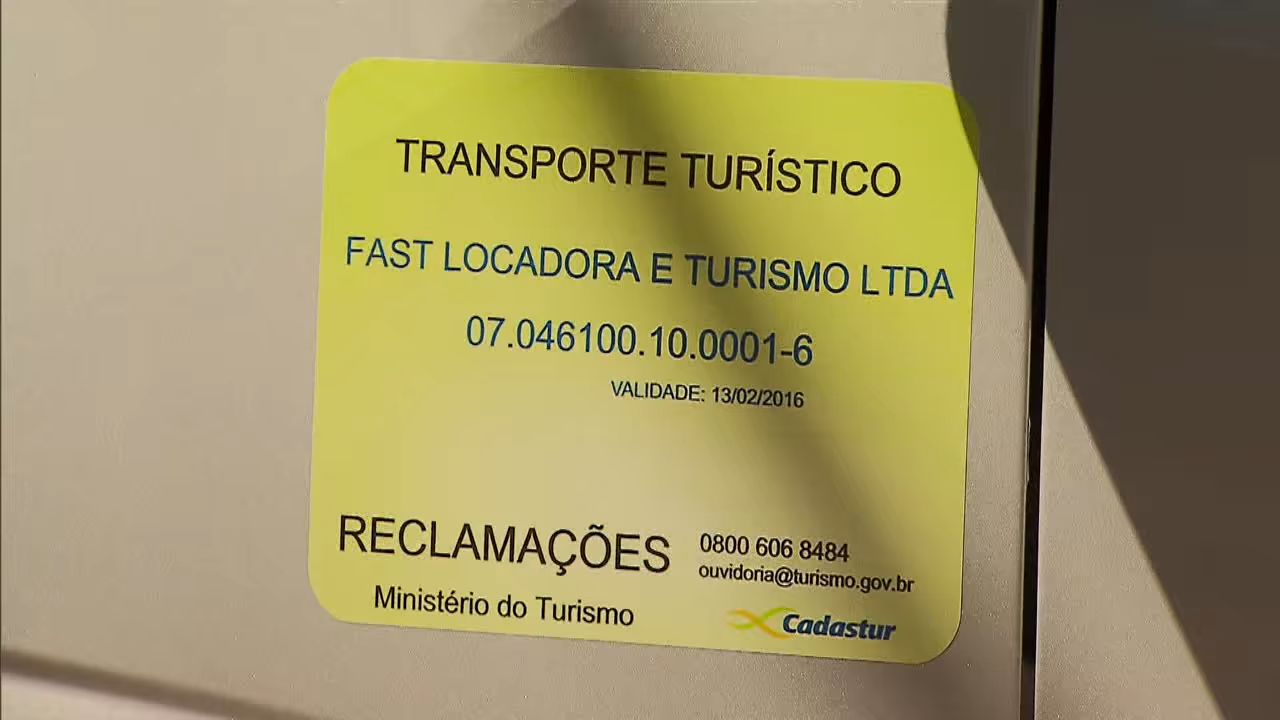 TRANSPORTE TURÍSTICO
FAST LOCADORA E TURISMO LTDA
07.046100.10.0001-6
VALIDADE: 13/02/2016
RECLAMAÇÕES
0800 606 8484
ouvidoria@turismo.gov.br
Ministério do Turismo
Cadastur